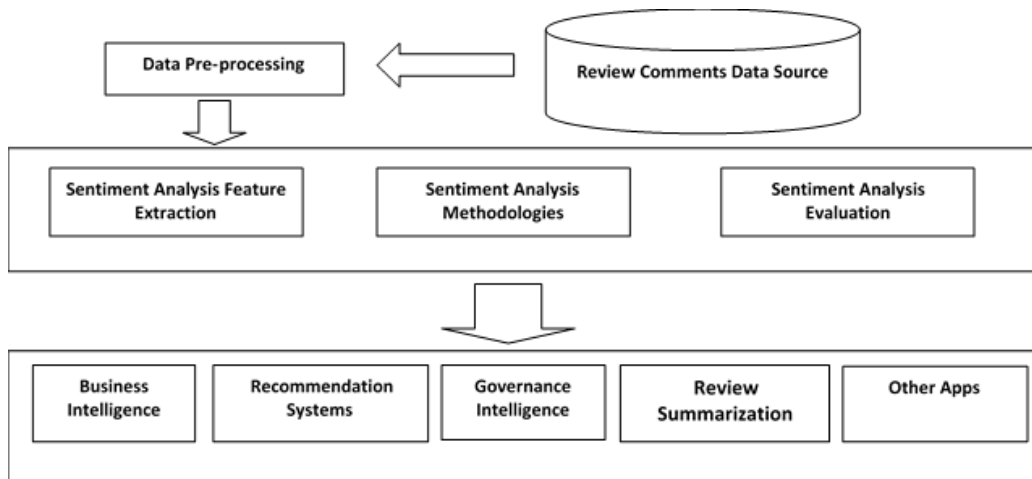 Data Pre-processing
Review Comments Data Source
Sentiment Analysis Feature
Extraction
Sentiment Analysis
Methodologies
Sentiment Analysis
Evaluation
Business
Intelligence
Recommendation
Systems
Governance
Intelligence
Review
Summarization
Other Apps